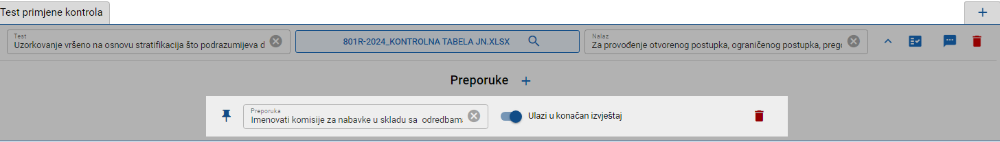 Test primjene kontrola
Test
Uzorkovanje vršeno na osnovu stratifikacija što podrazumijeva d
801R-2024_KONTROLNA TABELA JN.XLSX
Nalaz
Za provođenje otvorenog postupka, ograničenog postupka, prego
Preporuke
Preporuka
Imenovati komisije za nabavke u skladu sa odredbama
Ulazi u konačan izvještaj